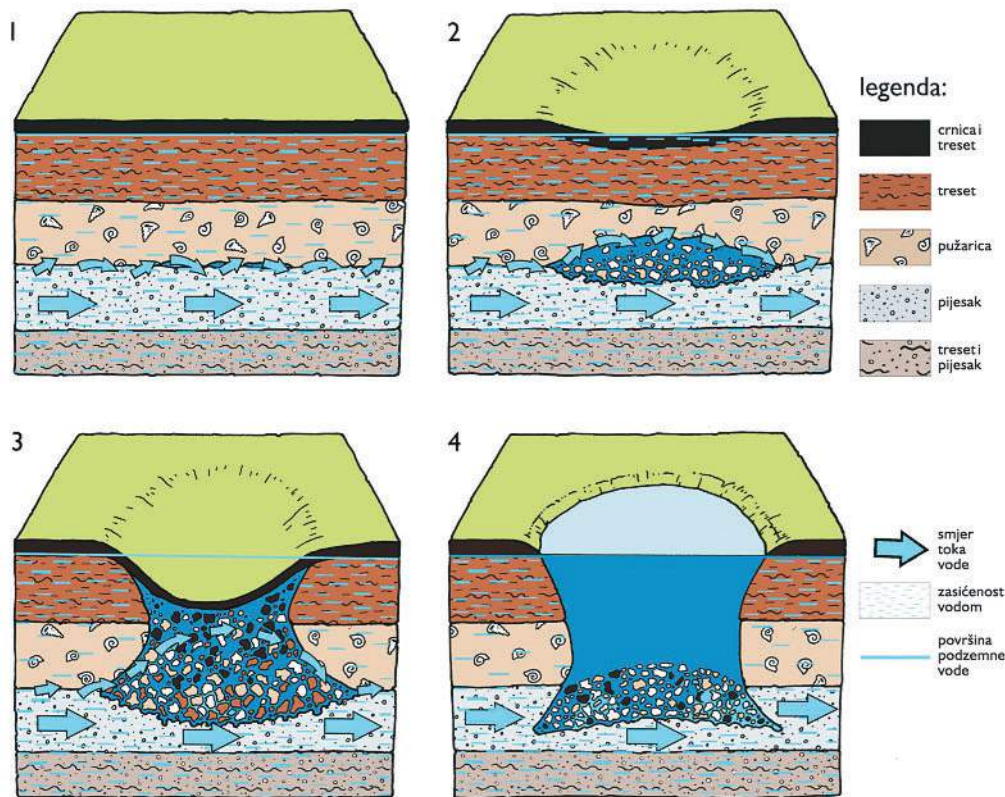 1
2
legenda:
crnica i
treset
treset
pužarica
pijesak
treset i
pijesak
3
4
smjer
toka
vode
zasićenost
vodom
površina
podzemne
vode